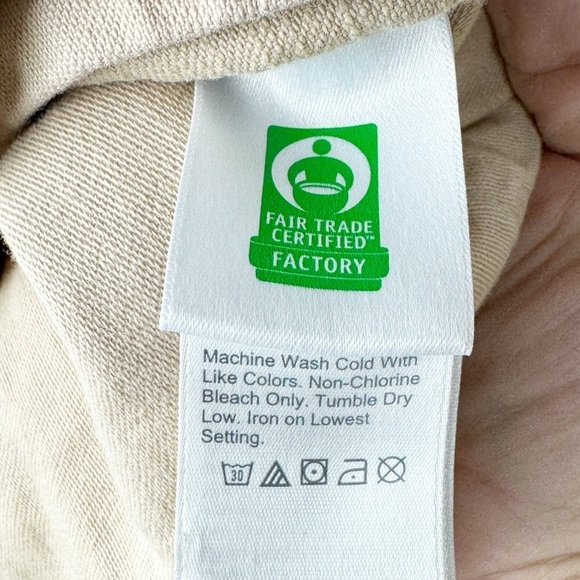 FAIR TRADE
CERTIFIED™
FACTORY
Machine Wash Cold With
Like Colors. Non-Chlorine
Bleach Only. Tumble Dry
Low. Iron on Lowest
Setting.
30